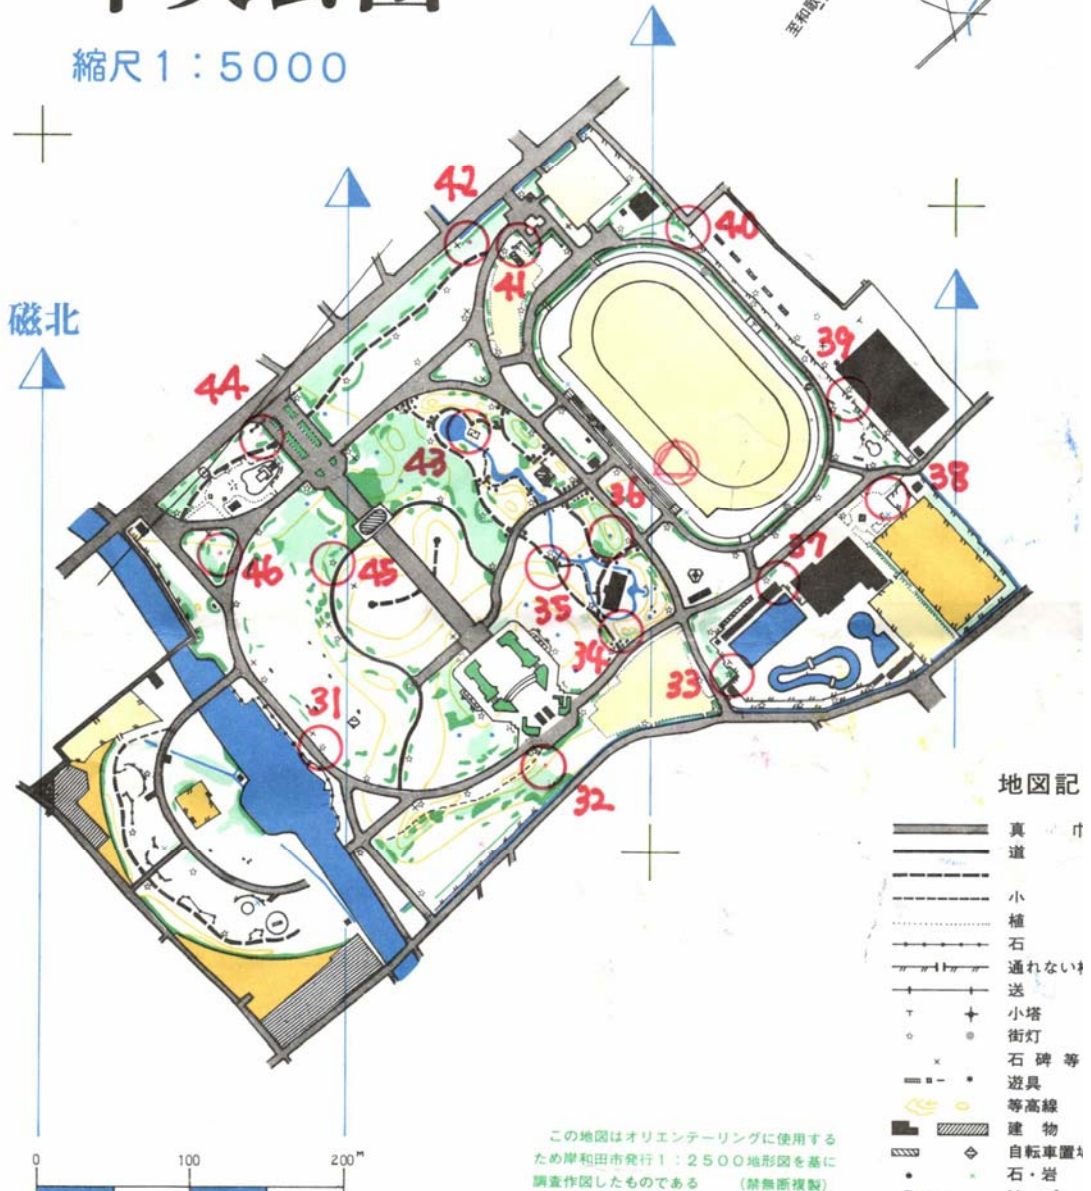 縮尺1:5000
磁北
42
40
41
39
44
43
36
38
37
46
45
35
34
33
31
32
地図記
真 巾
道
小
植
石
通れない
送
小塔
街灯
石碑等
遊具
等高線
建物
自転車置場
石・岩
0 100 200M
この地図はオリエンテーリングに使用する
ため岸和田市発行1:2500地形図を基に
調査作図したものである (禁無断複製)